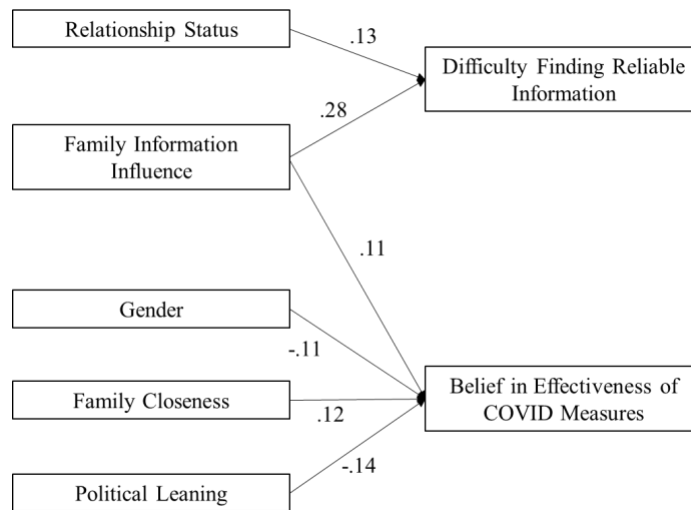 Relationship Status
.13
Difficulty Finding Reliable
Information
.28
Family Information
Influence
.11
Gender
-.11
Family Closeness
.12
Belief in Effectiveness of
COVID Measures
-.14
Political Leaning